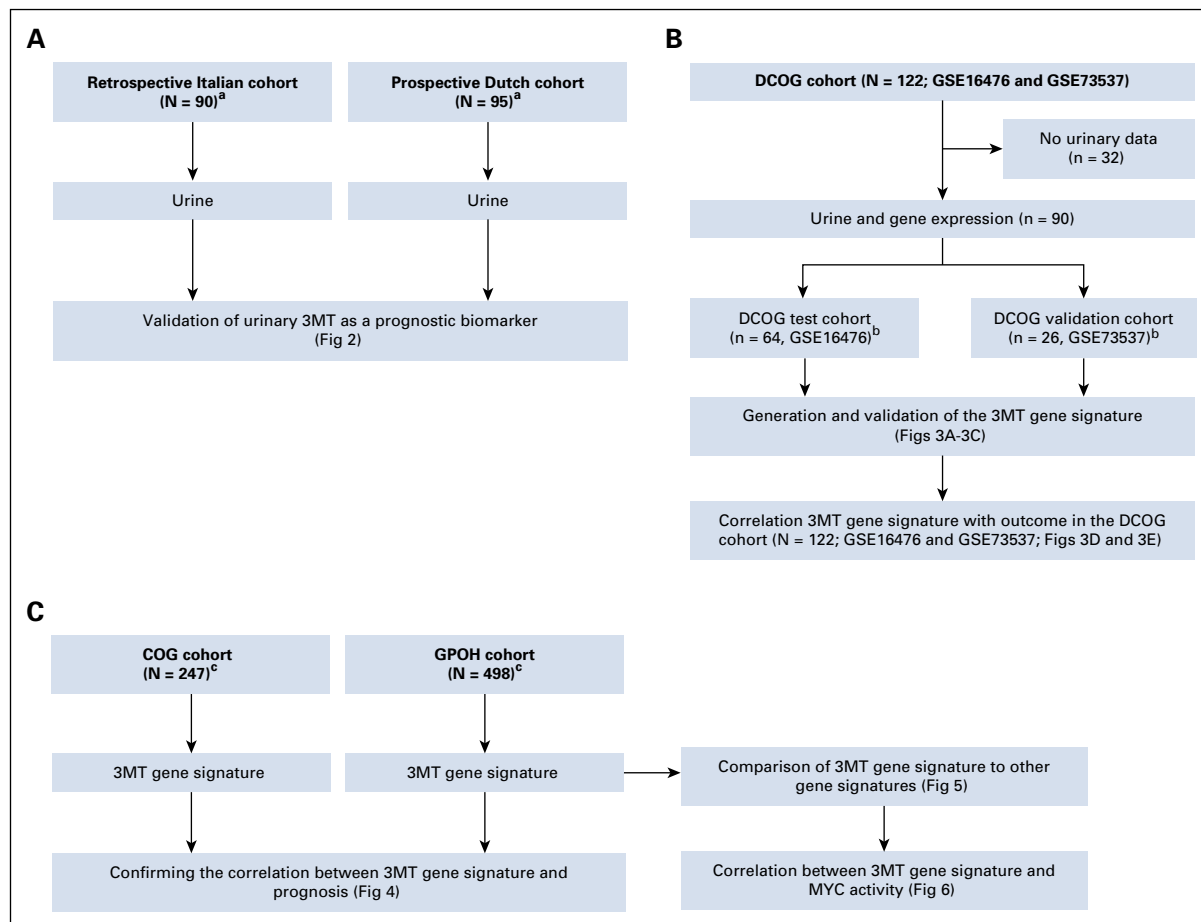 A
Retrospective Italian cohort
(N = 90)a
Prospective Dutch cohort
(N = 95)a
Urine
Urine
Validation of urinary 3MT as a prognostic biomarker
(Fig 2)
B
DCOG cohort (N = 122; GSE16476 and GSE73537)
No urinary data
(n = 32)
Urine and gene expression (n = 90)
DCOG test cohort
(n = 64, GSE16476)b
DCOG validation cohort
(n = 26, GSE73537)b
Generation and validation of the 3MT gene signature
(Figs 3A-3C)
Correlation 3MT gene signature with outcome in the DCOG
cohort (N = 122; GSE16476 and GSE73537; Figs 3D and 3E)
C
COG cohort
(N = 247)c
GPOH cohort
(N = 498)c
3MT gene signature
3MT gene signature
Comparison of 3MT gene signature to other
gene signatures (Fig 5)
Confirming the correlation between 3MT gene signature and
prognosis (Fig 4)
Correlation between 3MT gene signature and
MYC activity (Fig 6)